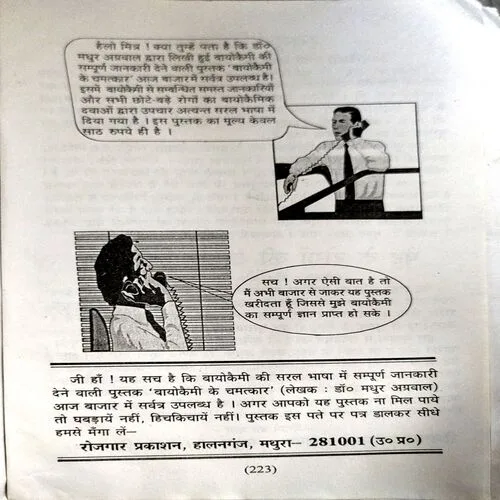 हैलो मित्र ! क्या तुम्हें पता है कि डॉ०
मधुर अग्रवाल द्वारा लिखी हुई बायोकैमी की
सम्पूर्ण जानकारी देने वाली पुस्तक 'बायोकैमी
के चमत्कार' आज बाजार में सर्वत्र उपलब्ध है।
इसमें बायोकैमी से सम्बन्धित समस्त जानकारियाँ
और सभी छोटे-बड़े रोगों का बायोकैमिक
दवाओं द्वारा उपचार अत्यन्त सरल भाषा में
दिया गया है । इस पुस्तक का मूल्य केवल
साठ रुपये ही है ।
सच ! अगर ऐसी बात है तो
मैं अभी बाजार से जाकर यह पुस्तक
खरीदता हूँ जिससे मुझे बायोकैमी
का सम्पूर्ण ज्ञान प्राप्त हो सके ।
जी हाँ ! यह सच है कि बायोकैमी की सरल भाषा में सम्पूर्ण जानकारी
देने वाली पुस्तक 'बायोकैमी के चमत्कार' (लेखक : डॉ० मधुर अग्रवाल)
आज बाजार में सर्वत्र उपलब्ध है । अगर आपको यह पुस्तक ना मिल पाये
तो घबड़ायें नहीं, हिचकिचायें नहीं। पुस्तक इस पते पर पत्र डालकर सीधे
हमसे मँगा लें—
रोजगार प्रकाशन, हालनगंज, मथुरा– 281001 (उ० प्र०)
(223)